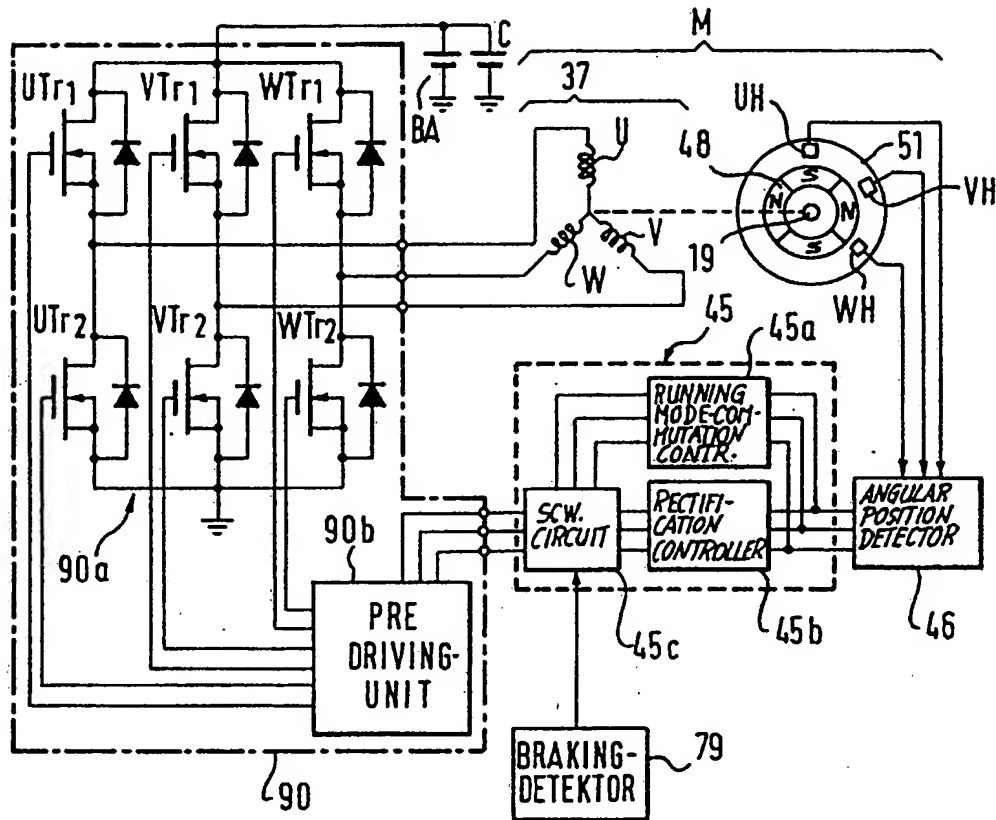 C
M
UTr1
VTr1
WTr1
BA
37
UH
U
48
51
S
N
N
S
VH
V
W
19
WH
UTr2
VTr2
WTr2
45
45a
RUNNING
MODE-COM-
MUTATION
CONTR.
90a
90b
SCW.
CIRCUIT
RECTIFI-
CATION
CONTROLLER
ANGULAR
POSITION
DETECTOR
PRE
DRIVING-
UNIT
45c
45b
46
BRAKING-
DETEKTOR
79
90